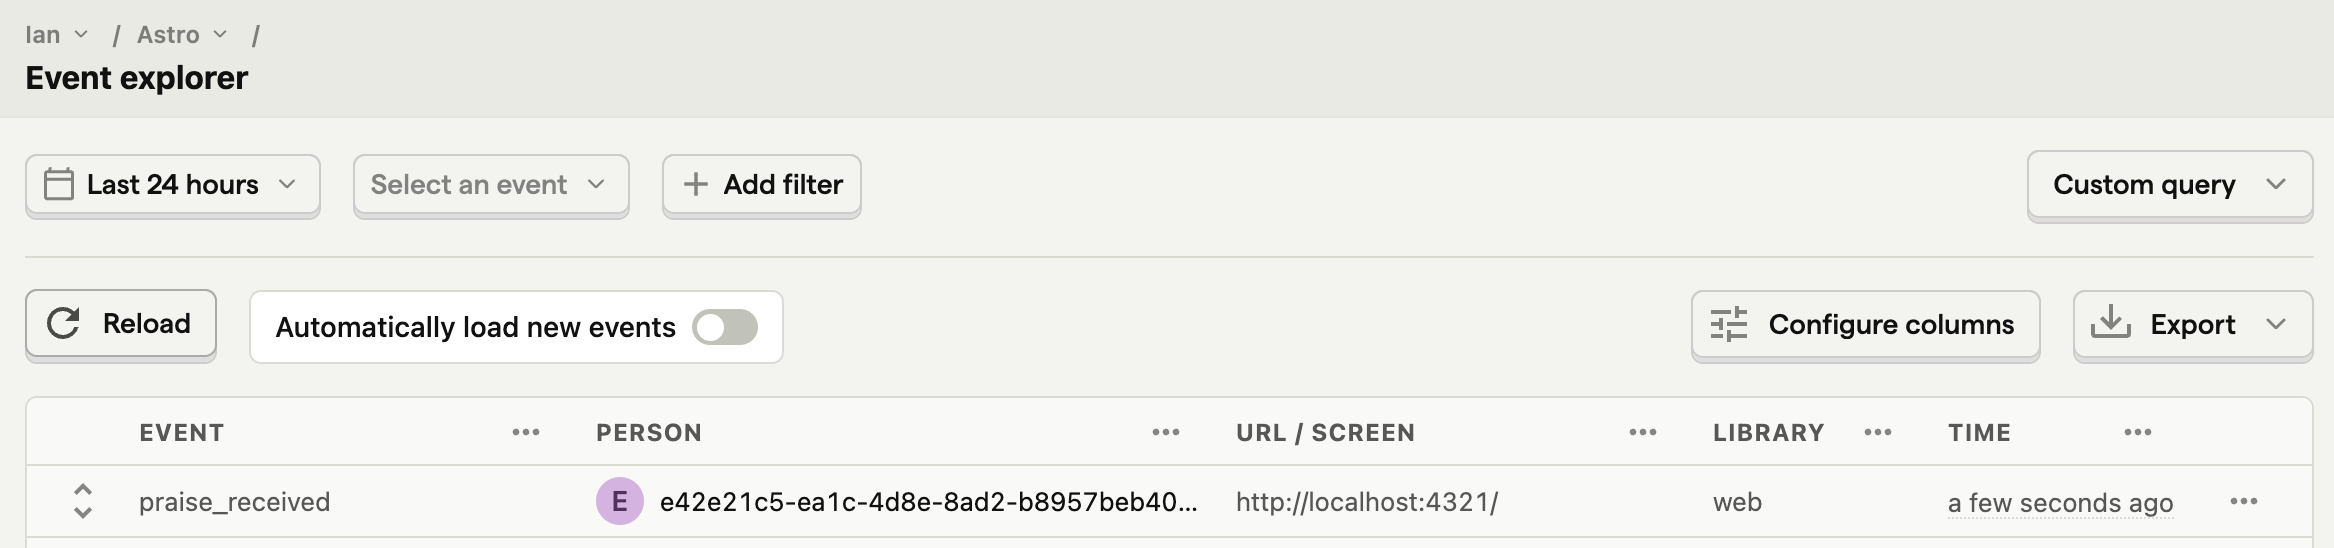 Ian / Astro /
Event explorer
Last 24 hours Select an event Add filter Custom query
Reload Automatically load new events Configure columns Export
EVENT ••• PERSON ••• URL / SCREEN ••• LIBRARY ••• TIME •••
praise_received E e42e21c5-ea1c-4d8e-8ad2-b8957beb40... http://localhost:4321/ web a few seconds ago •••